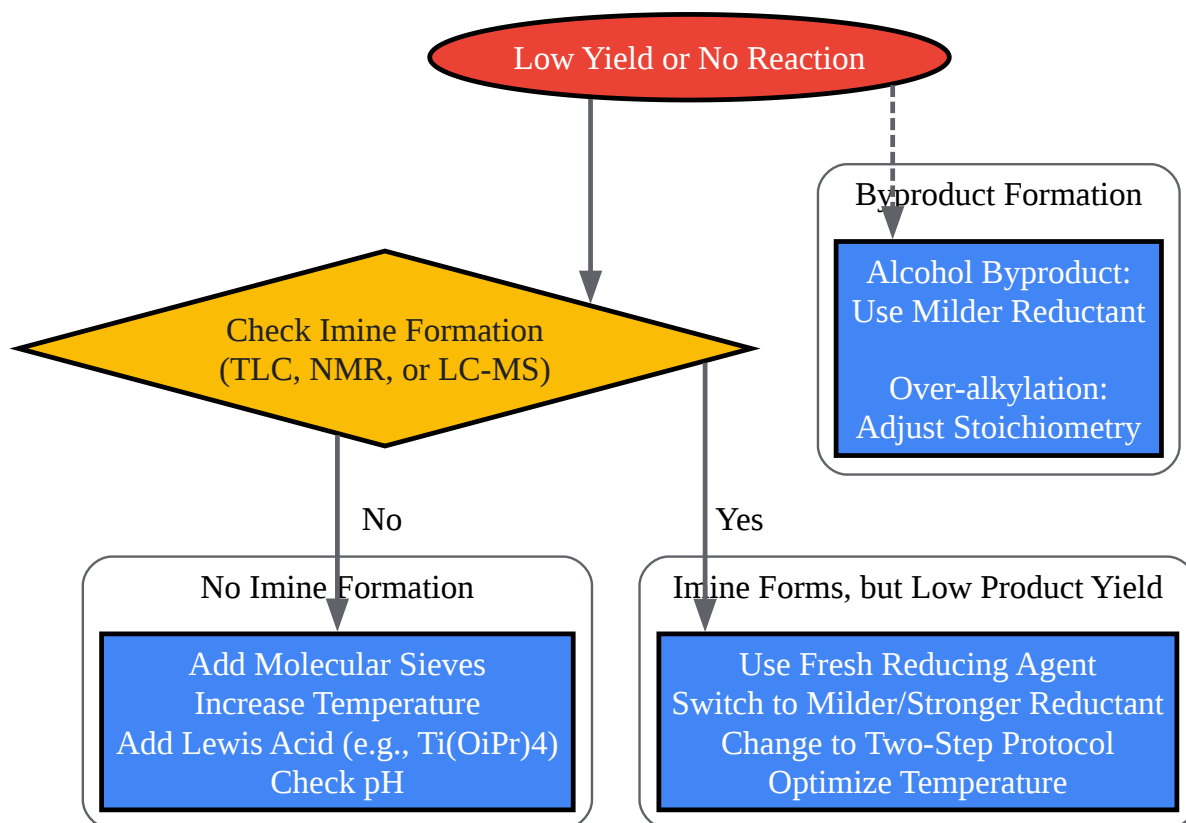 Low Yield or No Reaction
Byproduct Formation
Alcohol Byproduct:
Use Milder Reductant
Over-alkylation:
Adjust Stoichiometry
Check Imine Formation
(TLC, NMR, or LC-MS)
No
Yes
No Imine Formation
Add Molecular Sieves
Increase Temperature
Add Lewis Acid (e.g., Ti(OiPr)4)
Check pH
Imine Forms, but Low Product Yield
Use Fresh Reducing Agent
Switch to Milder/Stronger Reductant
Change to Two-Step Protocol
Optimize Temperature